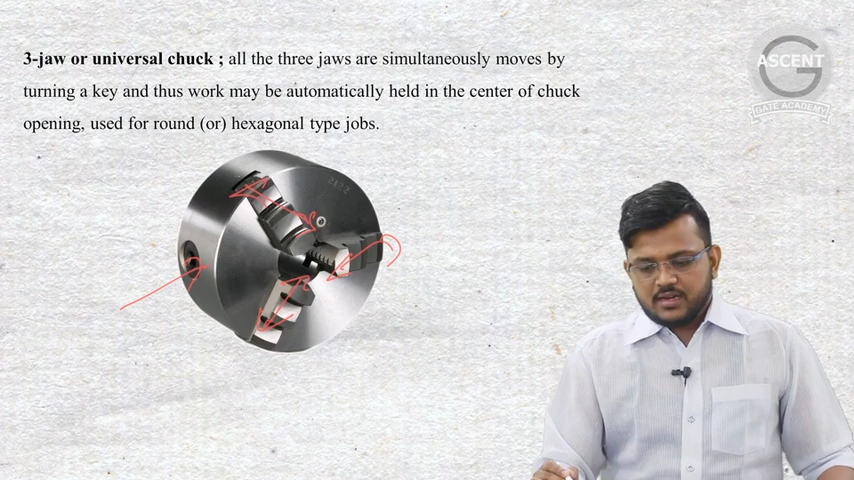 3-jaw or universal chuck ; all the three jaws are simultaneously moves by
turning a key and thus work may be automatically held in the center of chuck
opening, used for round (or) hexagonal type jobs.
ASCENT
GATE ACADEMY